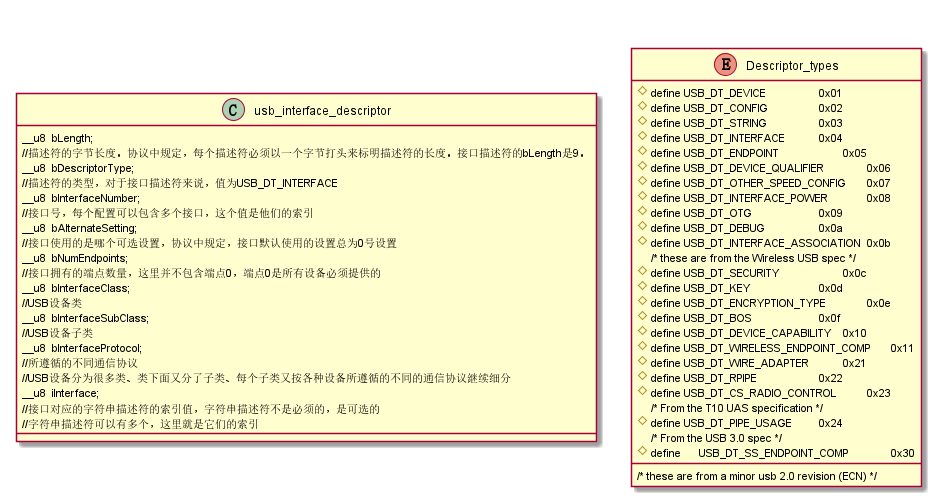 C usb_interface_descriptor
__u8 bLength;
//描述符的字节长度。协议中规定，每个描述符必须以一个字节打头来标明描述符的长度。接口描述符的bLength是9。
__u8 bDescriptorType;
//描述符的类型，对于接口描述符来说，值为USB_DT_INTERFACE
__u8 bInterfaceNumber;
//接口号，每个配置可以包含多个接口，这个值是他们的索引
__u8 bAlternateSetting;
//接口使用的是哪个可选设置，协议中规定，接口默认使用的设置总为0号设置
__u8 bNumEndpoints;
//接口拥有的端点数量，这里并不包含端点0，端点0是所有设备必须提供的
__u8 bInterfaceClass;
//USB设备类
__u8 bInterfaceSubClass;
//USB设备子类
__u8 bInterfaceProtocol;
//所遵循的不同通信协议
//USB设备分为很多类、类下面又分了子类、每个子类又按各种设备所遵循的不同的通信协议继续细分
__u8 iInterface;
//接口对应的字符串描述符的索引值，字符串描述符不是必须的，是可选的
//字符串描述符可以有多个，这里就是它们的索引
E Descriptor_types
define USB_DT_DEVICE 0x01
define USB_DT_CONFIG 0x02
define USB_DT_STRING 0x03
define USB_DT_INTERFACE 0x04
define USB_DT_ENDPOINT 0x05
define USB_DT_DEVICE_QUALIFIER 0x06
define USB_DT_OTHER_SPEED_CONFIG 0x07
define USB_DT_INTERFACE_POWER 0x08
define USB_DT_OTG 0x09
define USB_DT_DEBUG 0x0a
define USB_DT_INTERFACE_ASSOCIATION 0x0b
/* these are from the Wireless USB spec */
define USB_DT_SECURITY 0x0c
define USB_DT_KEY 0x0d
define USB_DT_ENCRYPTION_TYPE 0x0e
define USB_DT_BOS 0x0f
define USB_DT_DEVICE_CAPABILITY 0x10
define USB_DT_WIRELESS_ENDPOINT_COMP 0x11
define USB_DT_WIRE_ADAPTER 0x21
define USB_DT_RPIPE 0x22
define USB_DT_CS_RADIO_CONTROL 0x23
/* From the T10 UAS specification */
define USB_DT_PIPE_USAGE 0x24
/* From the USB 3.0 spec */
define USB_DT_SS_ENDPOINT_COMP 0x30
/* these are from a minor usb 2.0 revision (ECN) */